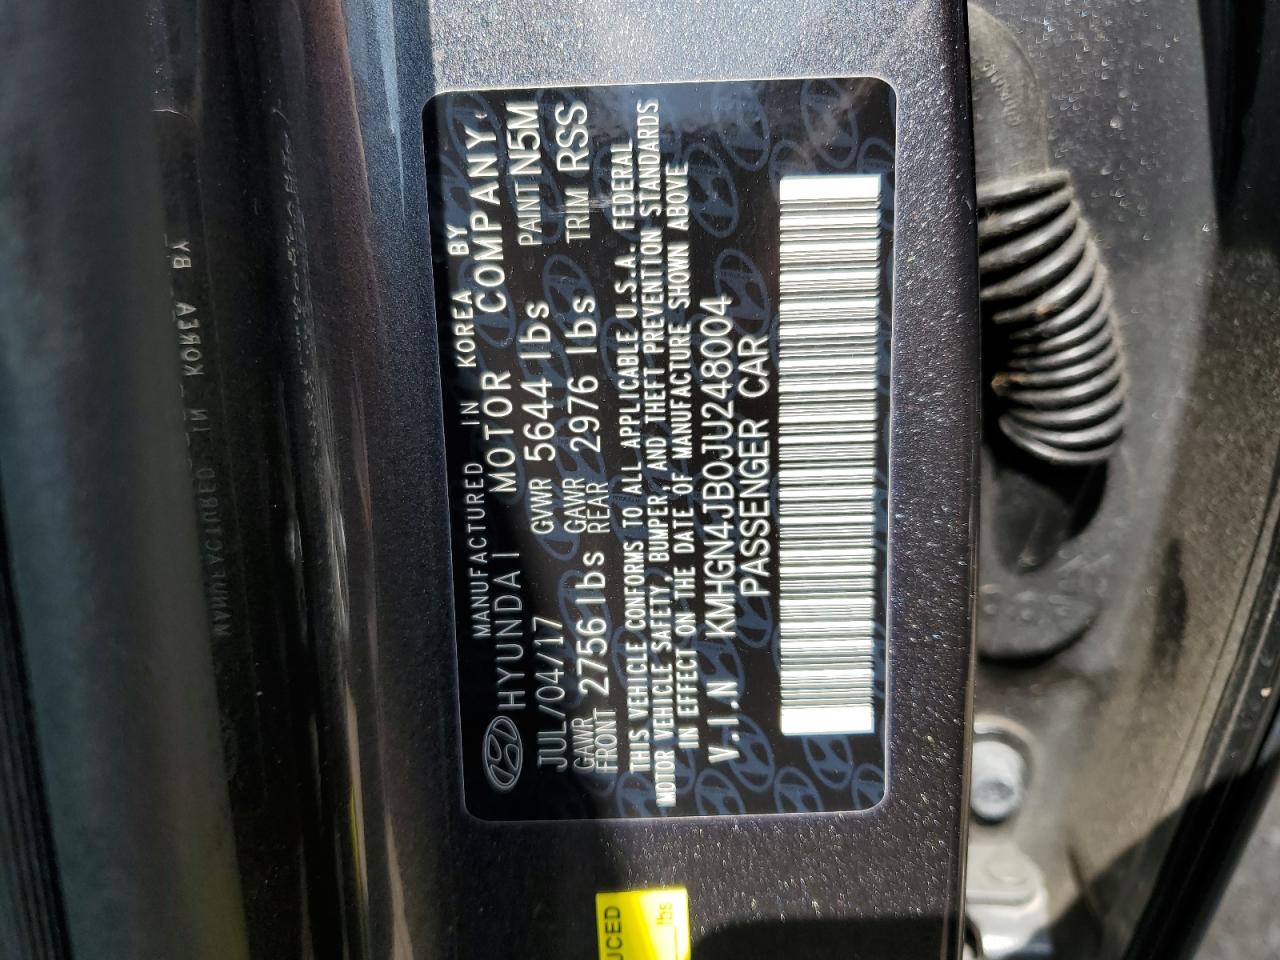 MANUFACTURED IN KOREA BY
HYUNDAI MOTOR COMPANY
JUL/04/17 GVWR 5644 lbs PAINT N5M
GAWR FRONT 2756 lbs GAWR REAR 2976 lbs TRIM RSS
THIS VEHICLE CONFORMS TO ALL APPLICABLE U.S.A. FEDERAL
MOTOR VEHICLE SAFETY, BUMPER, AND THEFT PREVENTION STANDARDS
IN EFFECT ON THE DATE OF MANUFACTURE SHOWN ABOVE
V.I.N KMHGN4JB0JU248004
PASSENGER CAR
UCED
lbs